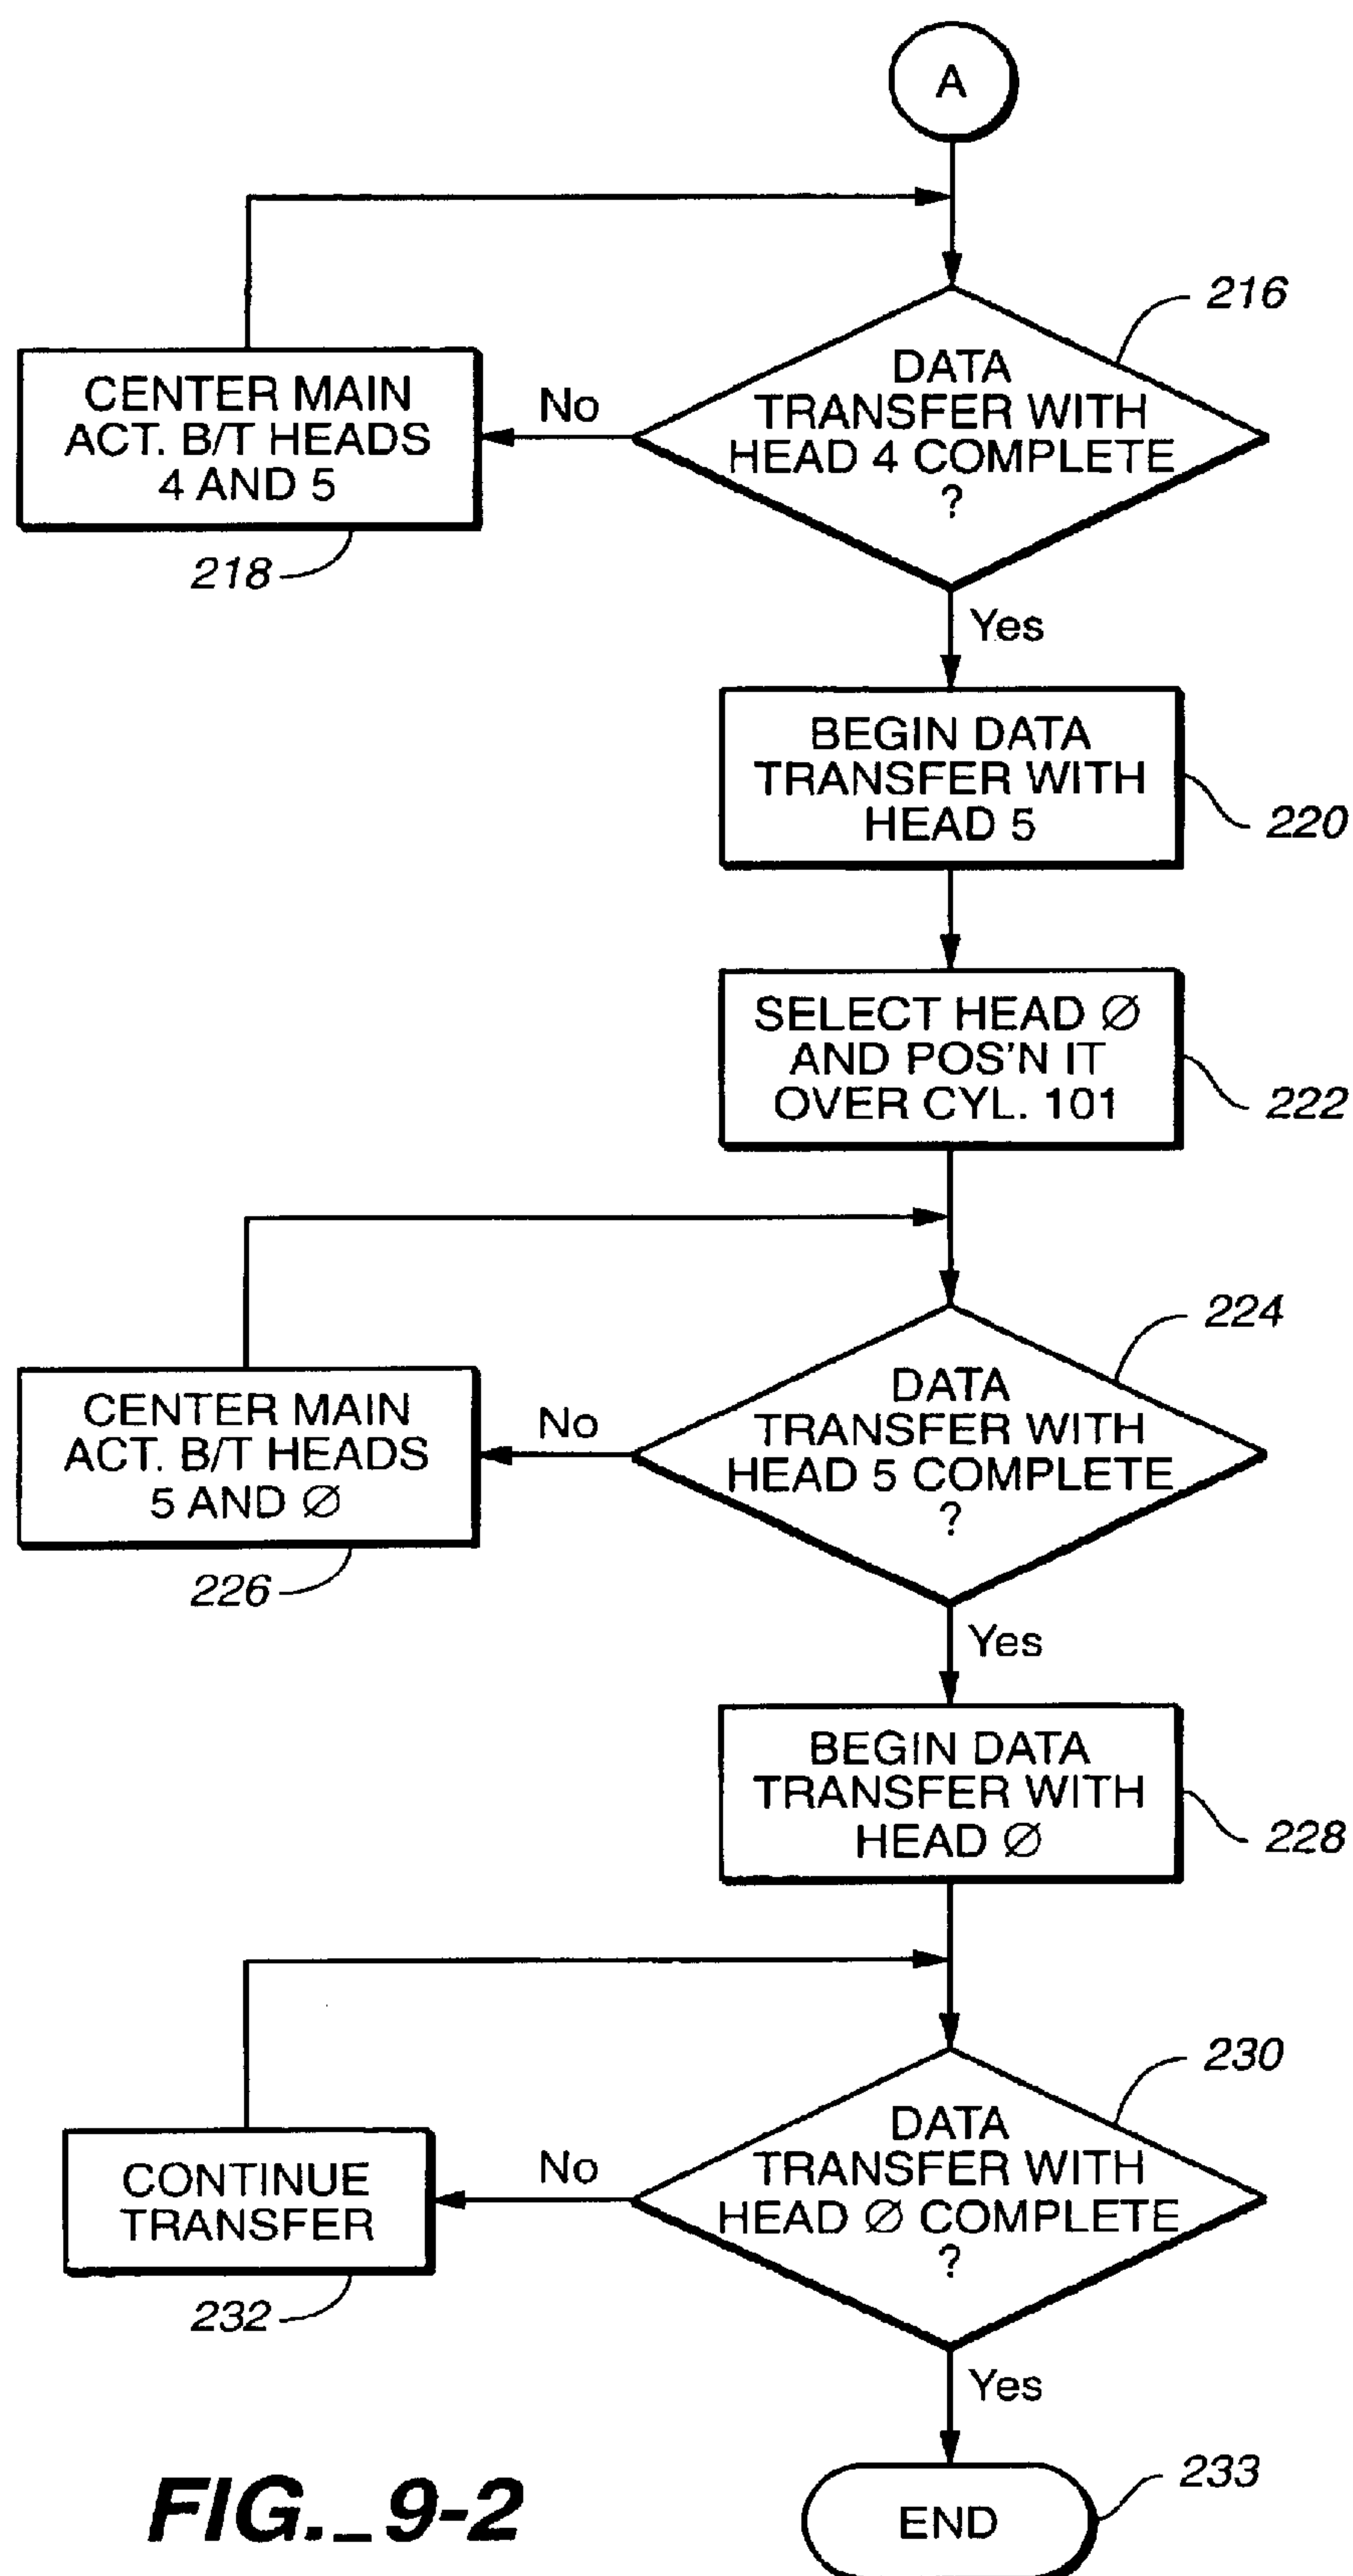 A
216
DATA
TRANSFER WITH
HEAD 4 COMPLETE
?
No
CENTER MAIN
ACT. B/T HEADS
4 AND 5
218
Yes
BEGIN DATA
TRANSFER WITH
HEAD 5
220
SELECT HEAD Ø
AND POS'N IT
OVER CYL. 101
222
224
DATA
TRANSFER WITH
HEAD 5 COMPLETE
?
No
CENTER MAIN
ACT. B/T HEADS
5 AND Ø
226
Yes
BEGIN DATA
TRANSFER WITH
HEAD Ø
228
230
DATA
TRANSFER WITH
HEAD Ø COMPLETE
?
No
CONTINUE
TRANSFER
232
Yes
END
233
FIG._9-2